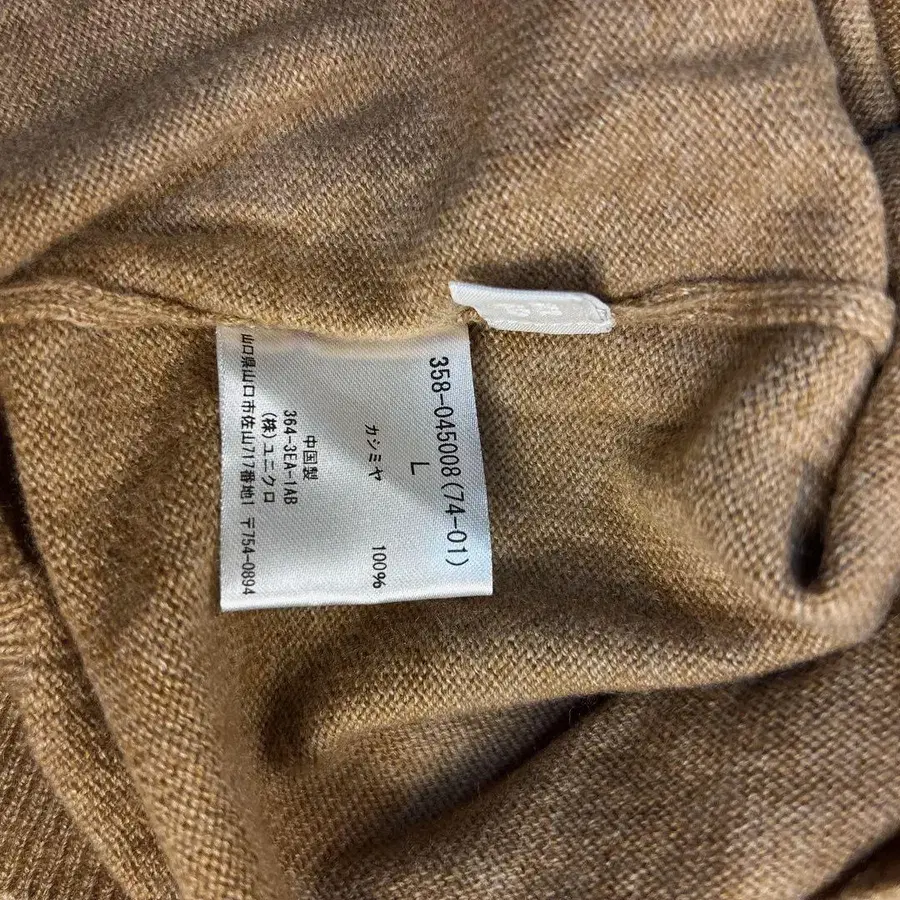 358-045008(74-01)
L
カシミヤ 100%
中国製
364-3EA-1AB
(株)ユニクロ
山口県山口市佐山717番地1 〒754-0894